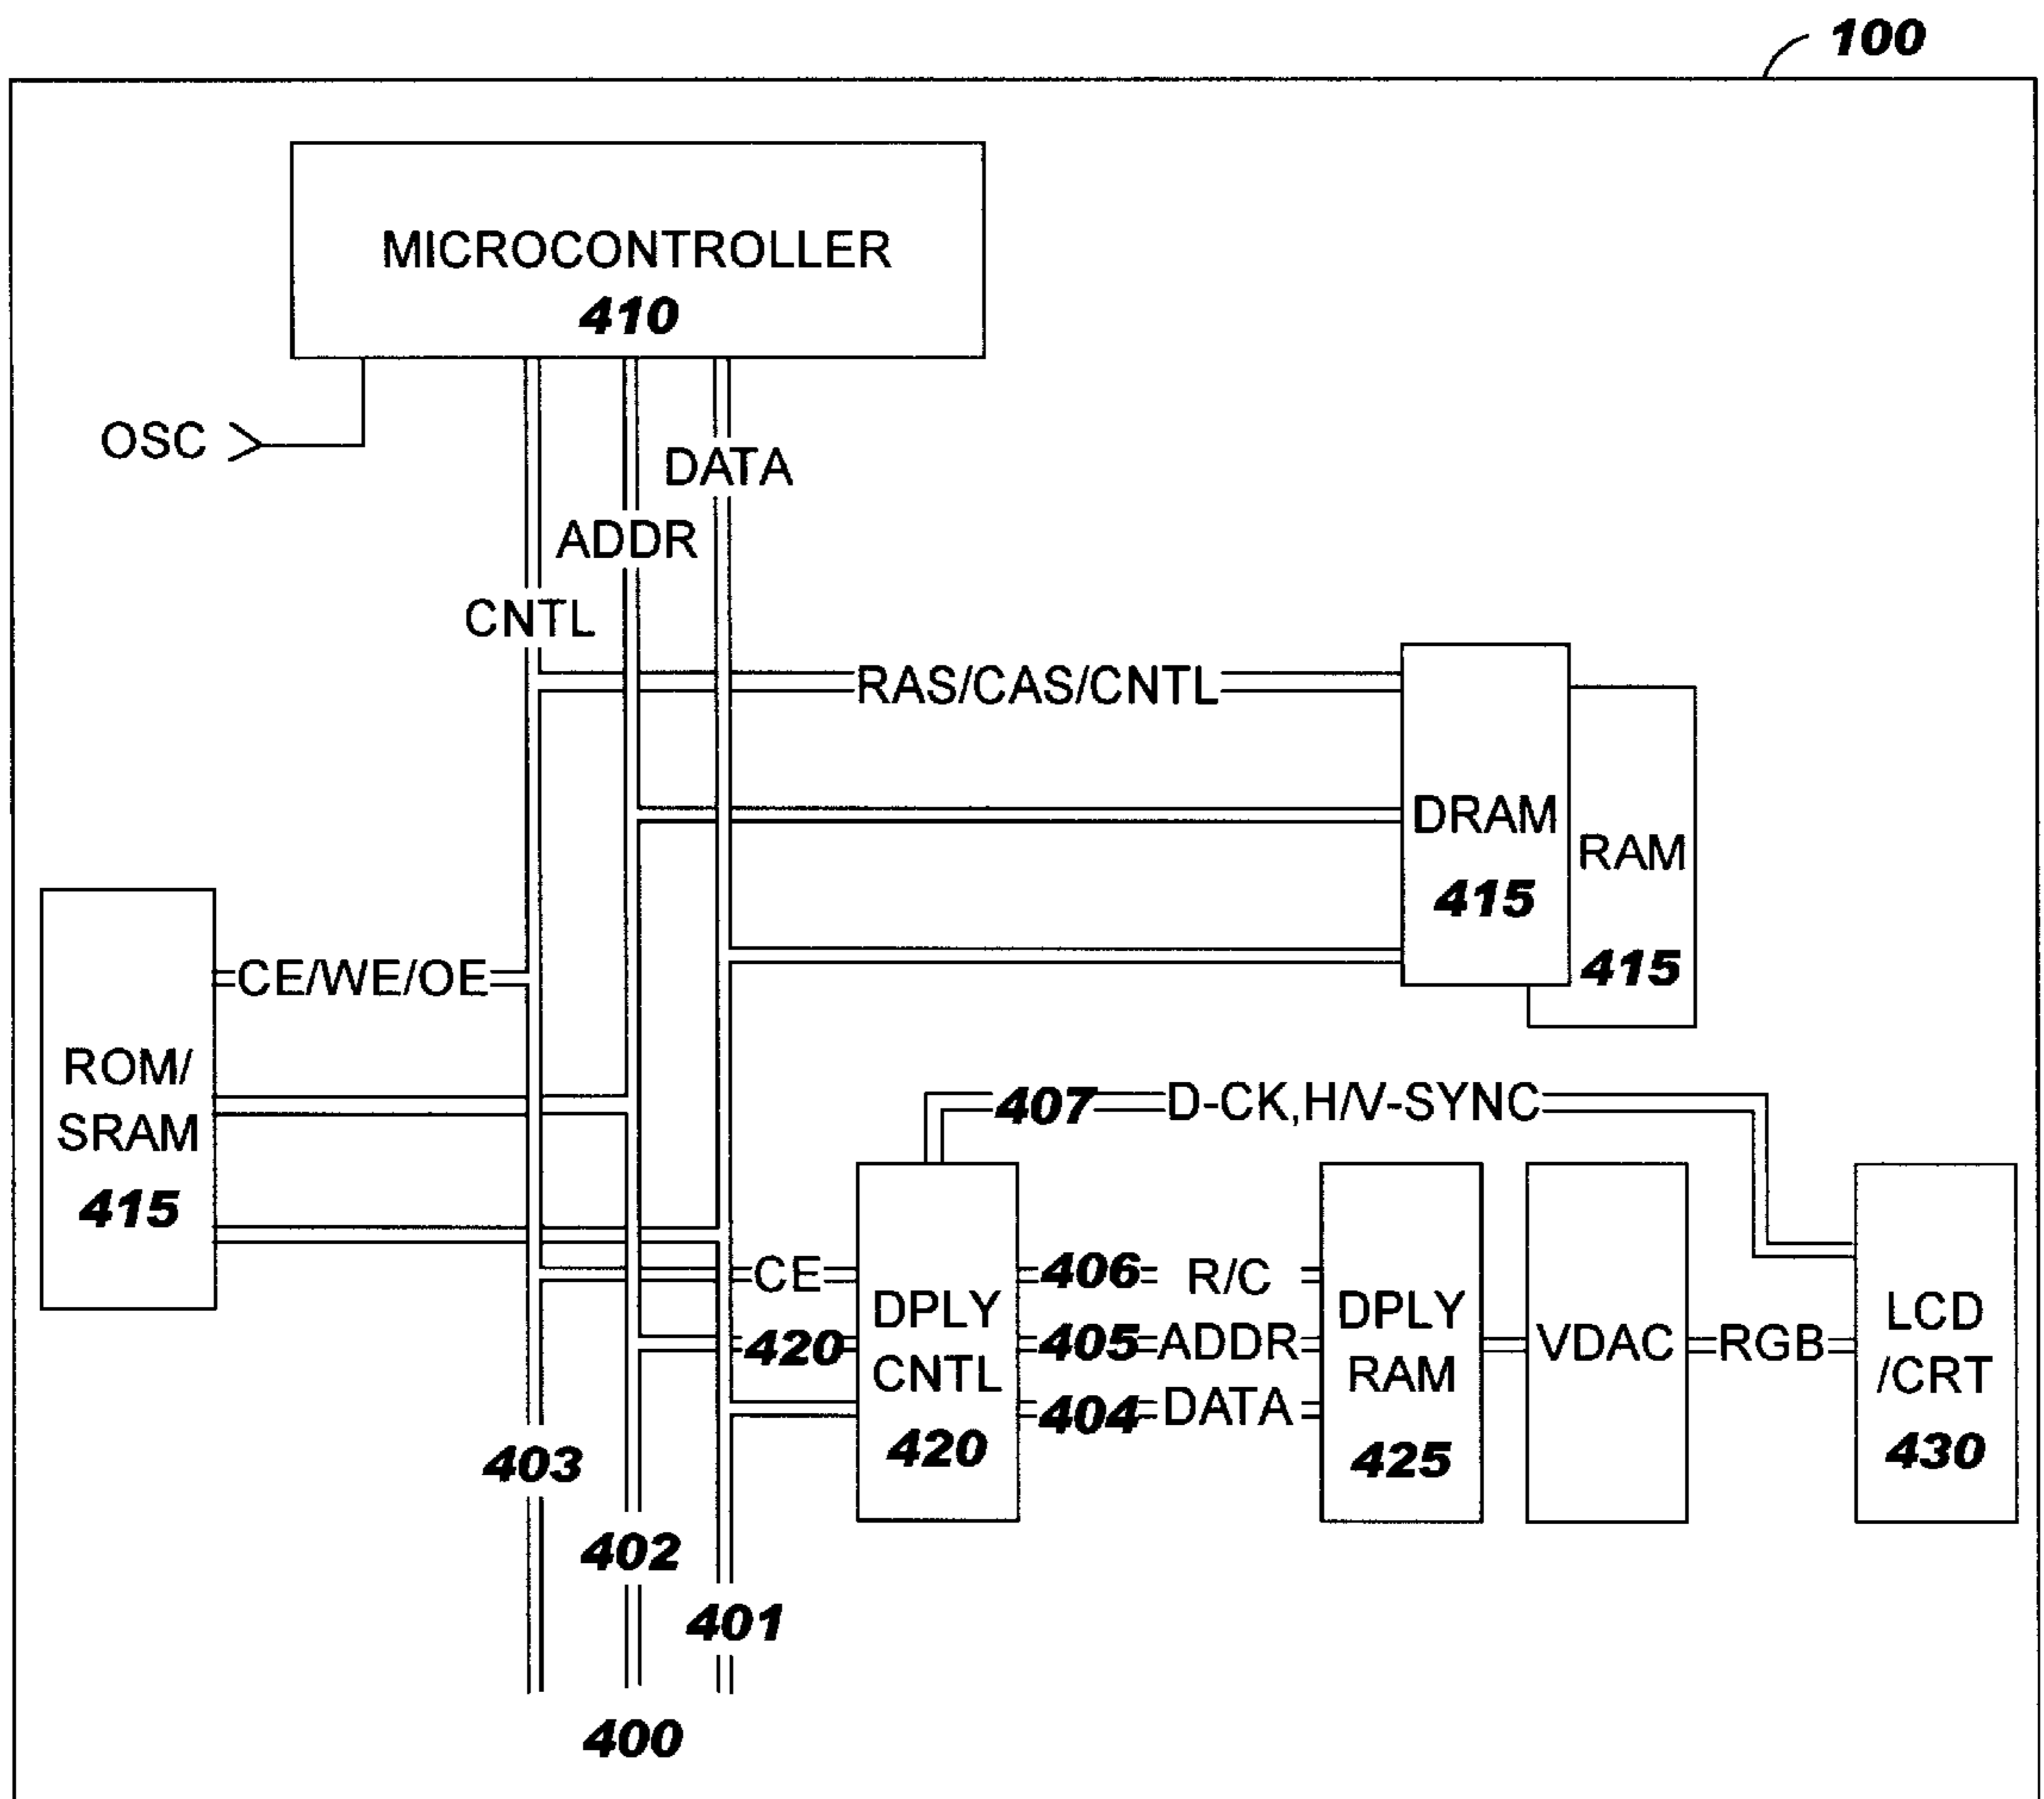 100
MICROCONTROLLER
410
OSC
DATA
ADDR
CNTL
RAS/CAS/CNTL
DRAM
415
RAM
415
CE/WE/OE
ROM/
SRAM
415
407 D-CK,H/V-SYNC
CE
420
DPLY
CNTL
420
406 R/C
405 ADDR
404 DATA
DPLY
RAM
425
VDAC
RGB
LCD
/CRT
430
403
402
401
400